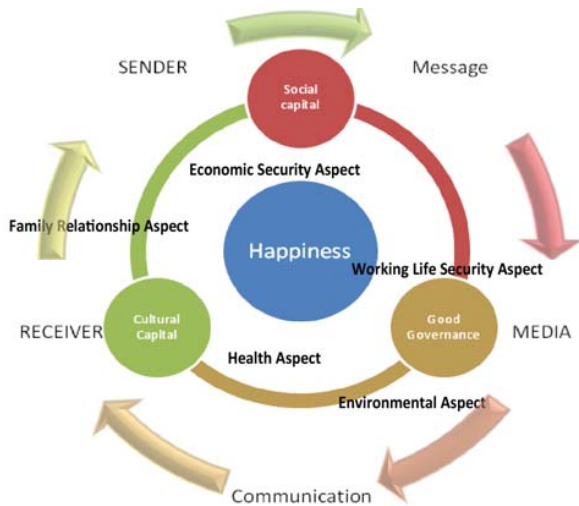 SENDER
Message
Social
capital
Economic Security Aspect
Family Relationship Aspect
Happiness
Working Life Security Aspect
RECEIVER
Cultural
Capital
Good
Governance
MEDIA
Health Aspect
Environmental Aspect
Communication